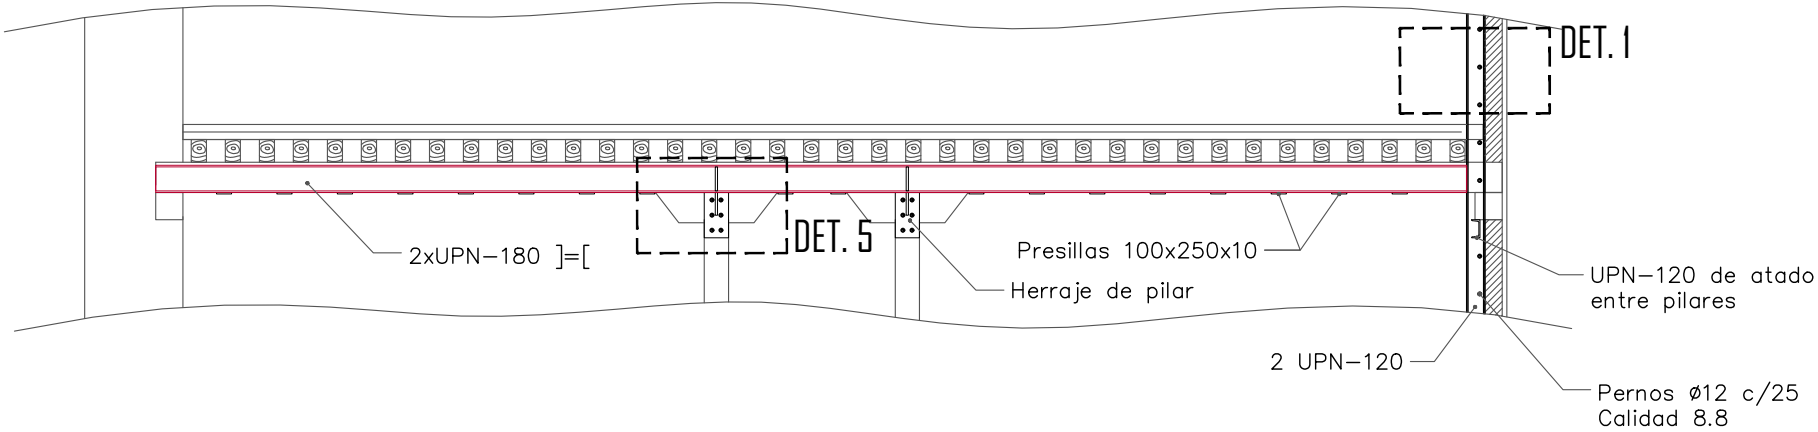 DET. 1
DET. 5
2xUPN-180 ]=[
Presillas 100x250x10
Herraje de pilar
UPN-120 de atado
entre pilares
2 UPN-120
Pernos Ø12 c/25
Calidad 8.8